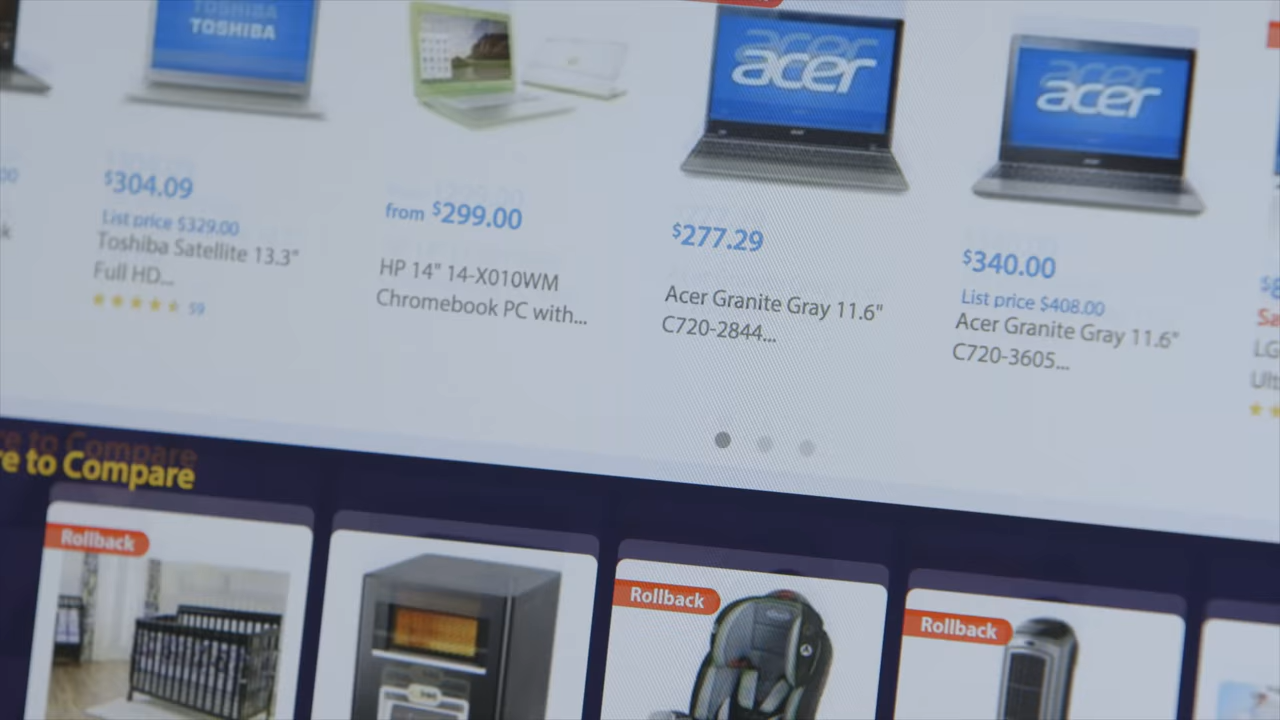 TOSHIBA
acer
acer
$304.09
List price $329.00
Toshiba Satellite 13.3"
Full HD...
59
from $299.00
HP 14" 14-X010WM
Chromebook PC with...
$277.29
Acer Granite Gray 11.6"
C720-2844...
$340.00
List price $408.00
Acer Granite Gray 11.6"
C720-3605...
LG
to Compare
Rollback
Rollback
Rollback